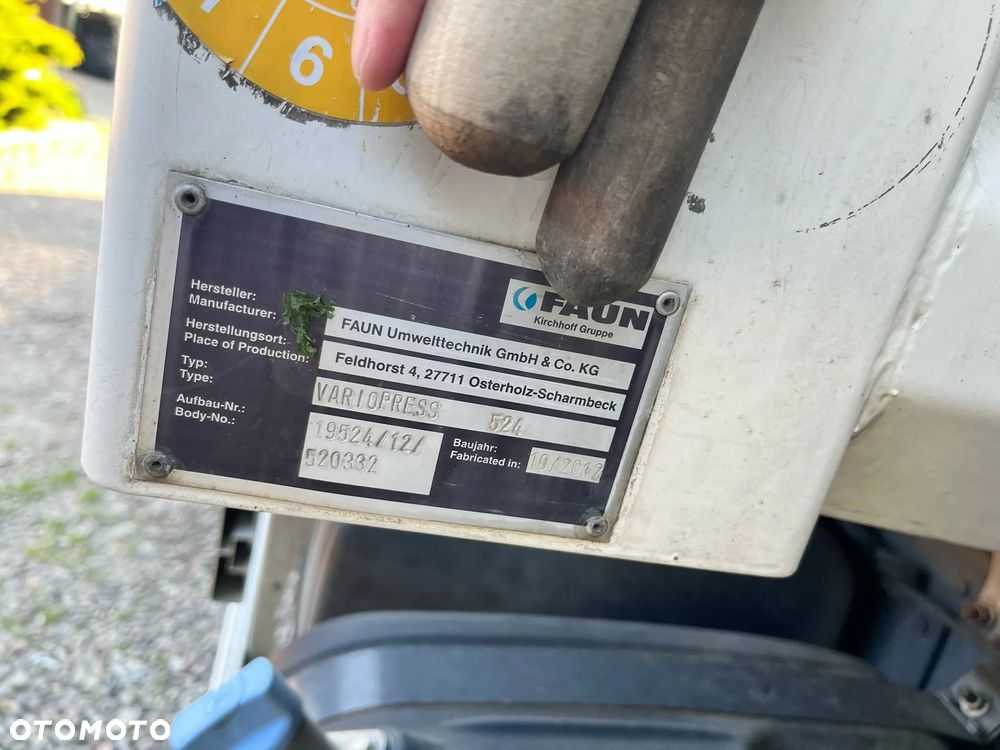 7
6
FAUN
Kirchhoff Gruppe
Hersteller:
Manufacturer:
FAUN Umwelttechnik GmbH & Co. KG
Herstellungsort:
Place of Production:
Feldhorst 4, 27711 Osterholz-Scharmbeck
Typ:
Type:
VARIOPRESS 524
Aufbau-Nr.:
Body-No.:
19524/12/
520332
Baujahr:
Fabricated in:
10/2012
OTOMOTO